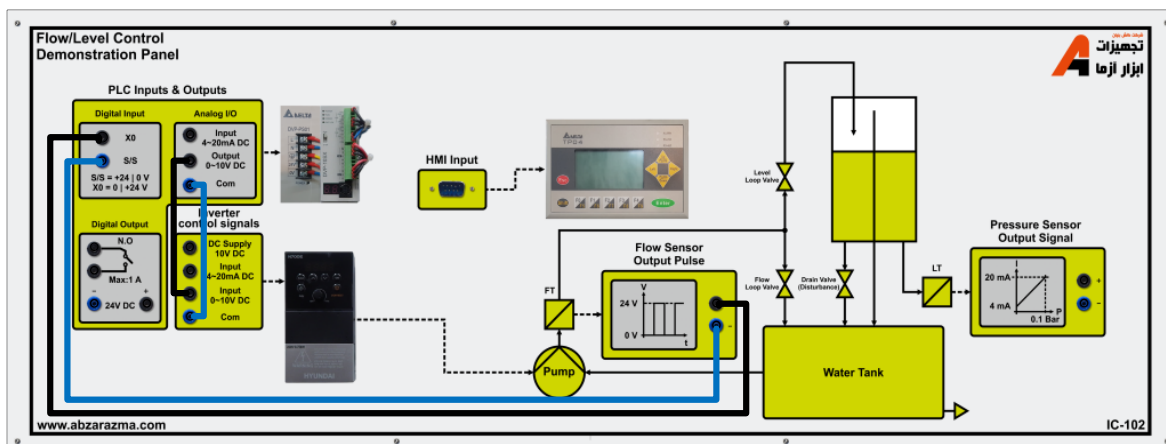 Flow/Level Control
Demonstration Panel
شرکت دانش بنیان
تجهیزات
ابزار آزما
PLC Inputs & Outputs
Digital Input
X0
S/S
S/S = +24 | 0 V
X0 = 0 | +24 V
Analog I/O
Input
4~20mA DC
Output
0~10V DC
Com
Digital Output
N.O
Max:1 A
-
+
24V DC
Inverter
control signals
DC Supply
10V DC
Input
4~20mA DC
Input
0~10V DC
Com
HMI Input
Level
Loop Valve
Flow
Loop Valve
Drain Valve
(Disturbance)
Flow Sensor
Output Pulse
V
24 V
0 V
t
-
FT
Pump
Water Tank
LT
Pressure Sensor
Output Signal
I
20 mA
4 mA
0.1 Bar
P
+
-
HYUNDAI
www.abzarazma.com
IC-102